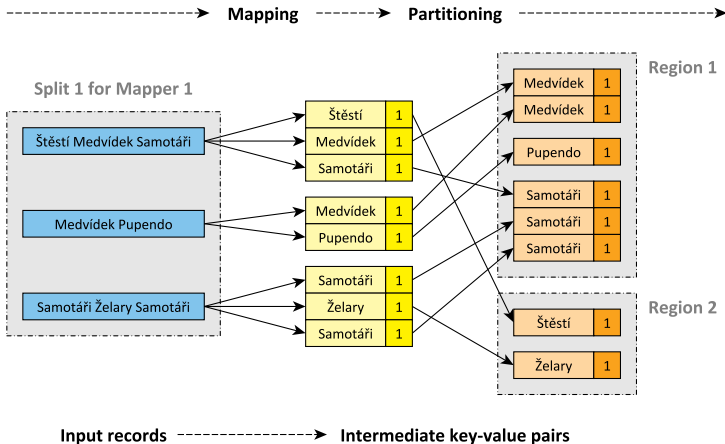 Mapping
Partitioning
Split 1 for Mapper 1
Štěstí Medvídek Samotáři
Medvídek Pupendo
Samotáři Želary Samotáři
Štěstí 1
Medvídek 1
Samotáři 1
Medvídek 1
Pupendo 1
Samotáři 1
Želary 1
Samotáři 1
Region 1
Medvídek 1
Medvídek 1
Pupendo 1
Samotáři 1
Samotáři 1
Samotáři 1
Region 2
Štěstí 1
Želary 1
Input records
Intermediate key-value pairs